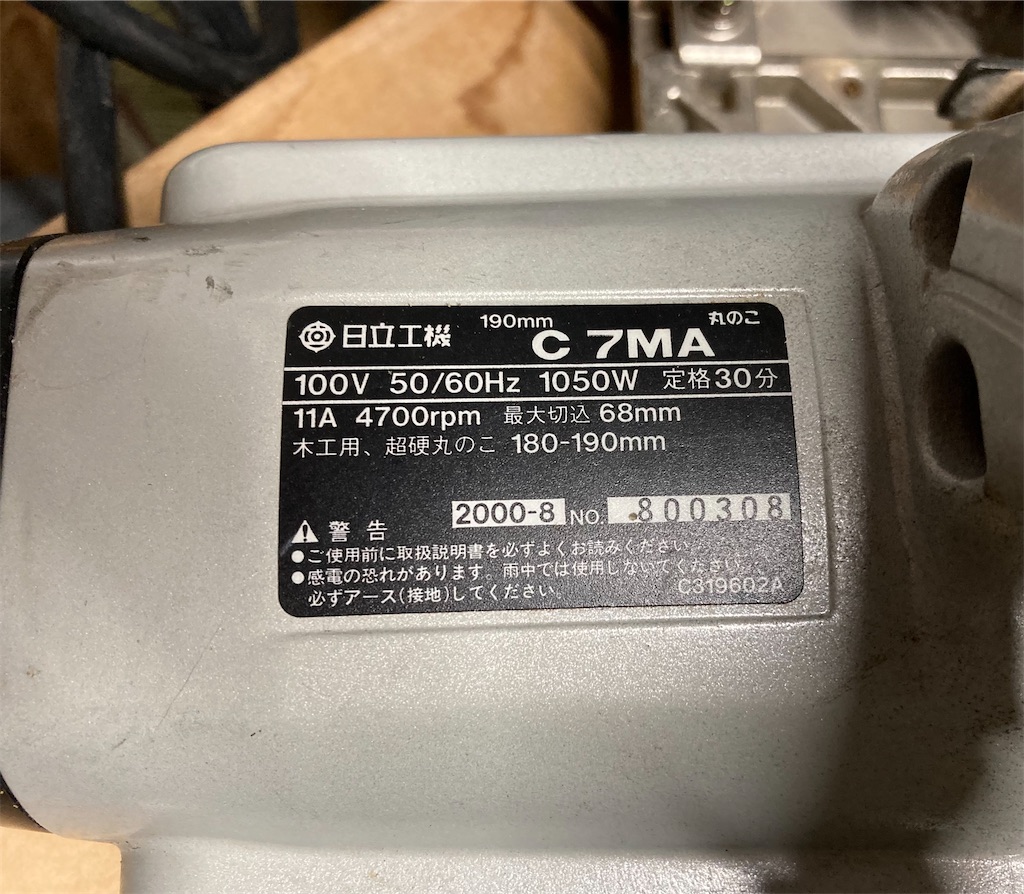 日立工機 190mm C 7MA 丸のこ
100V 50/60Hz 1050W 定格30分
11A 4700rpm 最大切込 68mm
木工用、超硬丸のこ 180-190mm
2000-8 NO. 800308
警告
●ご使用前に取扱説明書を必ずよくお読みください。
●感電の恐れがあります。雨中では使用しないでください。
必ずアース(接地)してください。
C319602A